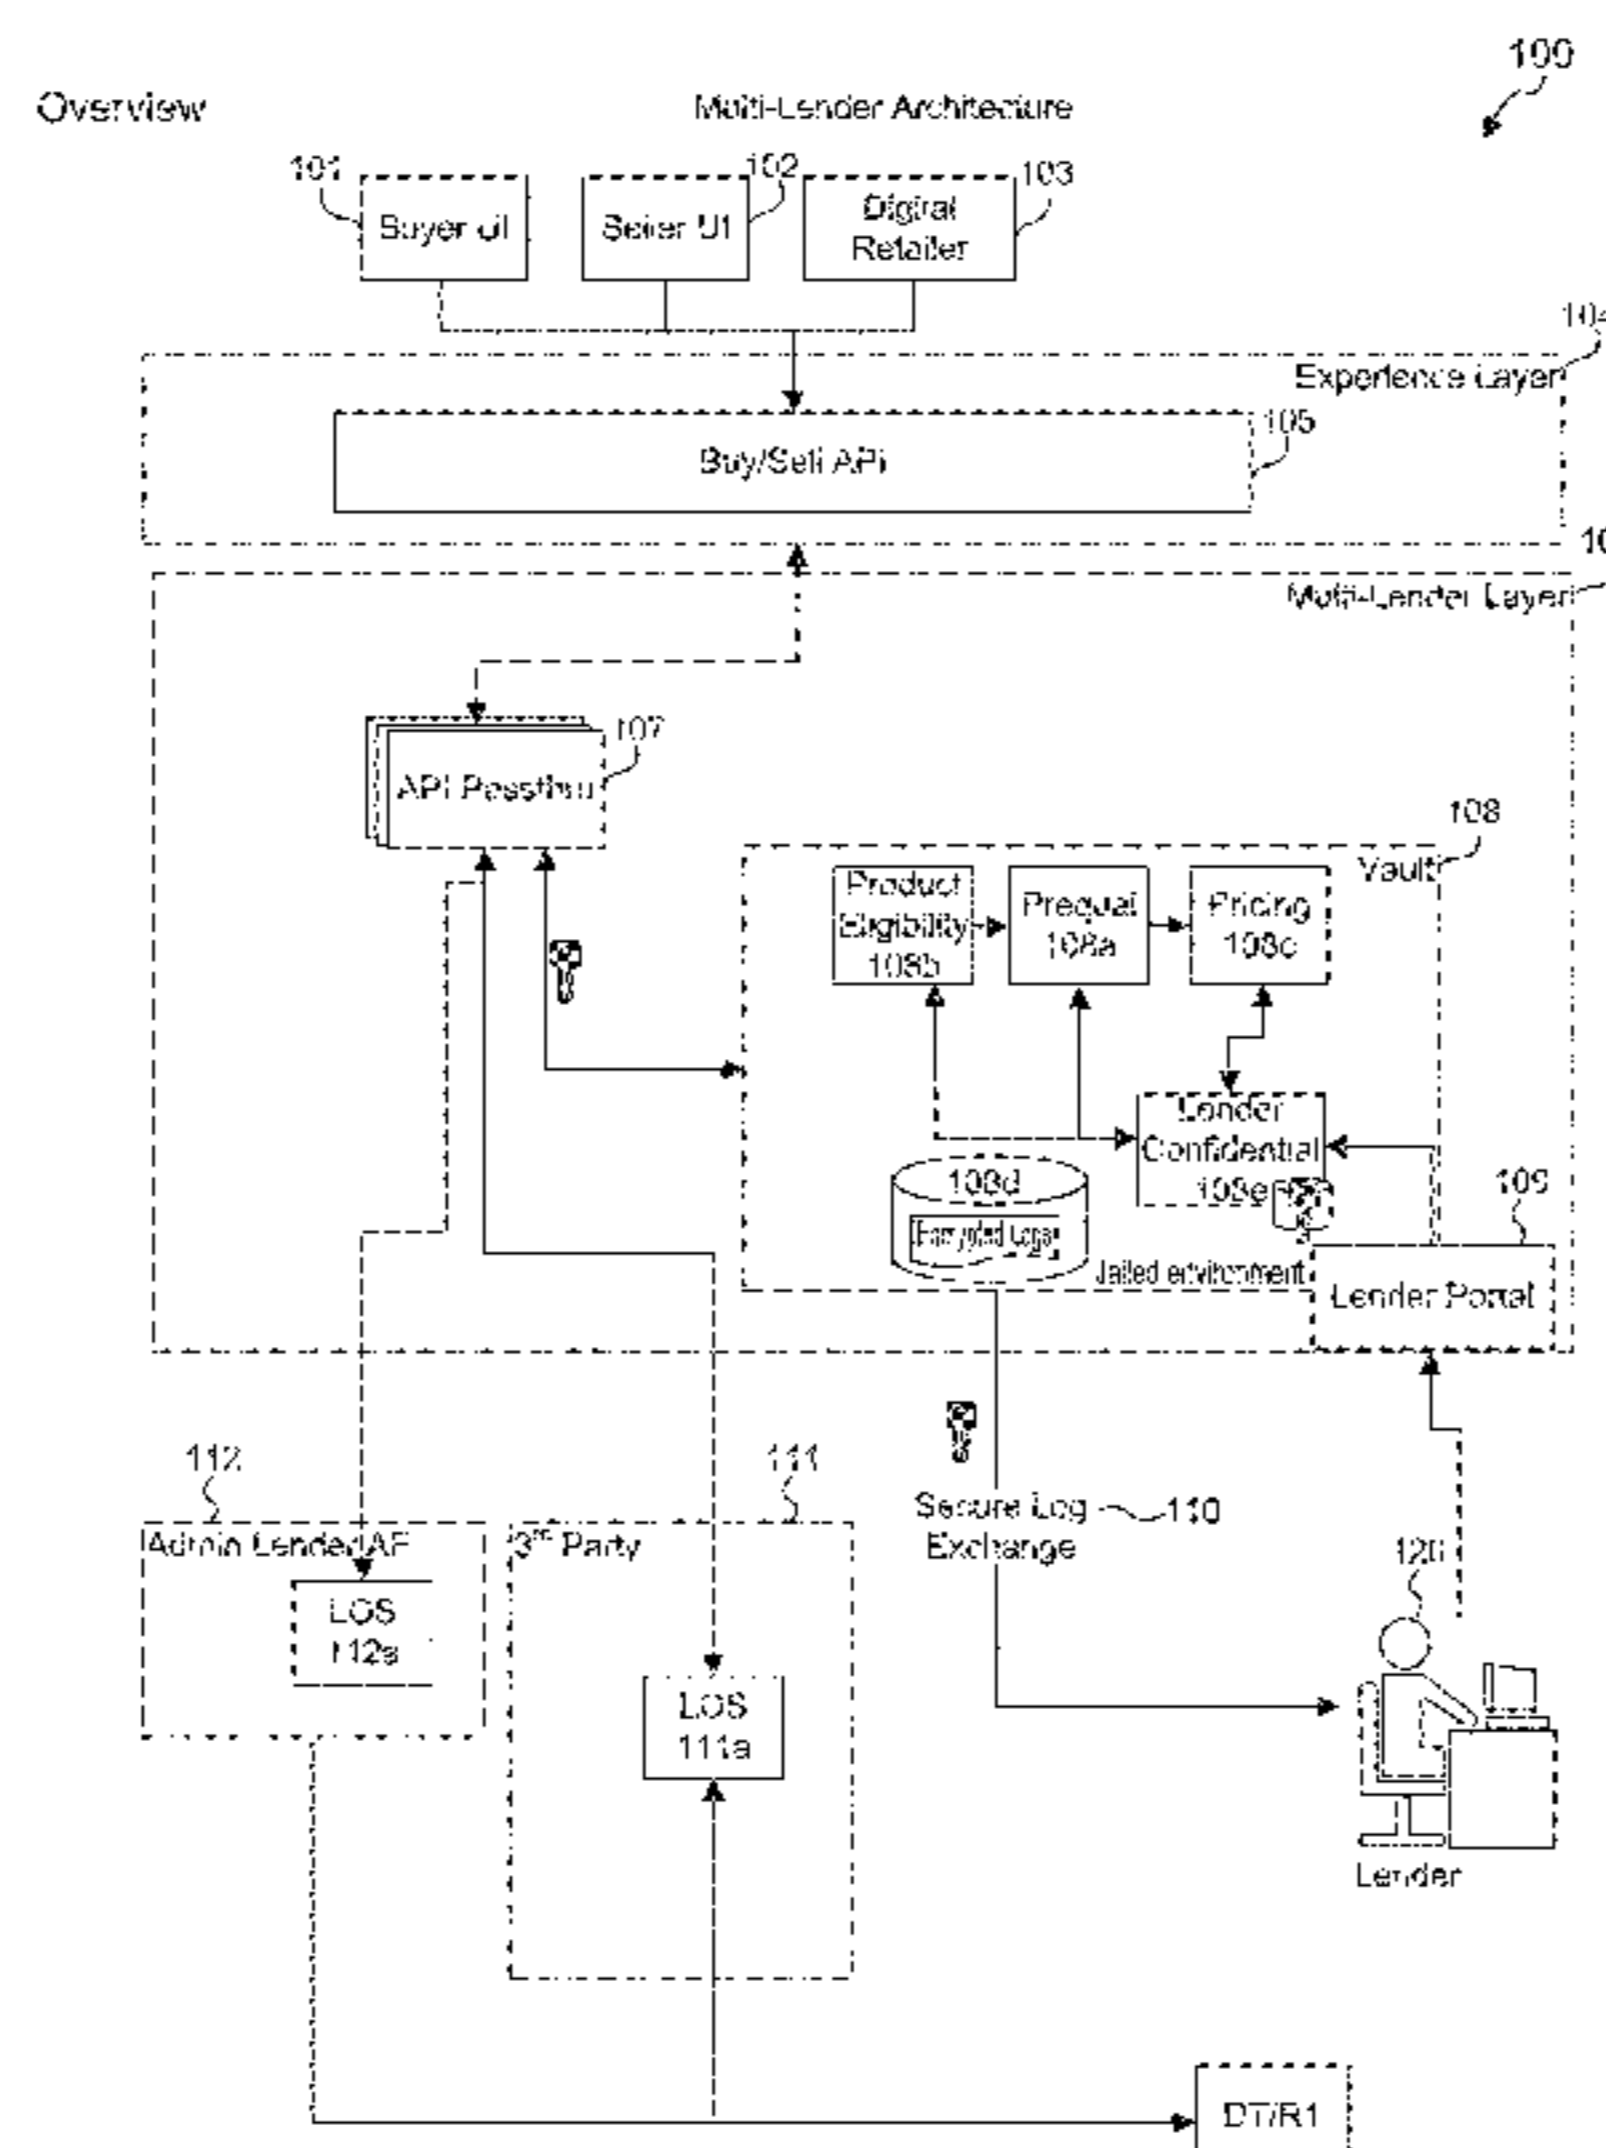 100
Overview
Multi-Lender Architecture
101
102
103
Buyer UI
Seller UI
Digital
Retailer
104
Experience Layer
105
Buy/Sell API
Multi-Lender Layer
107
API Passthru
108
Vault
Product
Eligibility
108b
Prequal
108a
Pricing
108c
Lender
Confidential
108e
108d
Encrypted Logs
Jailed environment
109
Lender Portal
112
111
Secure Log
Exchange
110
Admin Lender AF
3rd Party
120
LOS
112a
LOS
111a
Lender
DT/R1